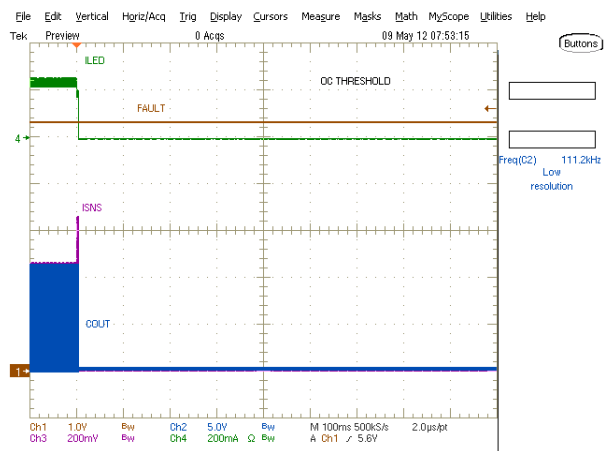 File Edit Vertical Horiz/Acq Trig Display Cursors Measure Masks Math MyScope Utilities Help
Tek Preview 0 Acqs 09 May 12 07:53:15
Buttons
ILED
OC THRESHOLD
FAULT
4
Freq(C2) 111.2kHz
Low
resolution
ISNS
COUT
1
Ch1 1.0V Bw Ch2 5.0V Bw M 100ms 500kS/s 2.0µs/pt
Ch3 200mV Bw Ch4 200mA Ω Bw A Ch1 5.6V